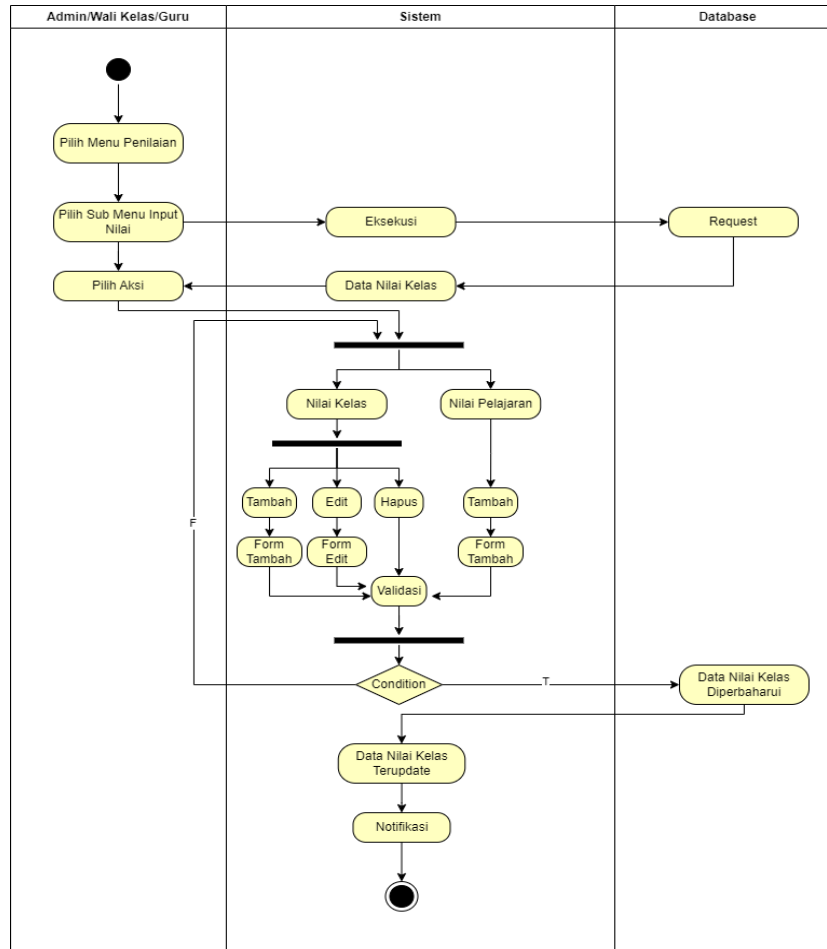 Admin/Wali Kelas/Guru
Sistem
Database
Pilih Menu Penilaian
Pilih Sub Menu Input
Nilai
Eksekusi
Request
Pilih Aksi
Data Nilai Kelas
Nilai Kelas
Nilai Pelajaran
Tambah
Edit
Hapus
Tambah
F
Form
Tambah
Form
Edit
Form
Tambah
Validasi
Condition
T
Data Nilai Kelas
Diperbaharui
Data Nilai Kelas
Terupdate
Notifikasi